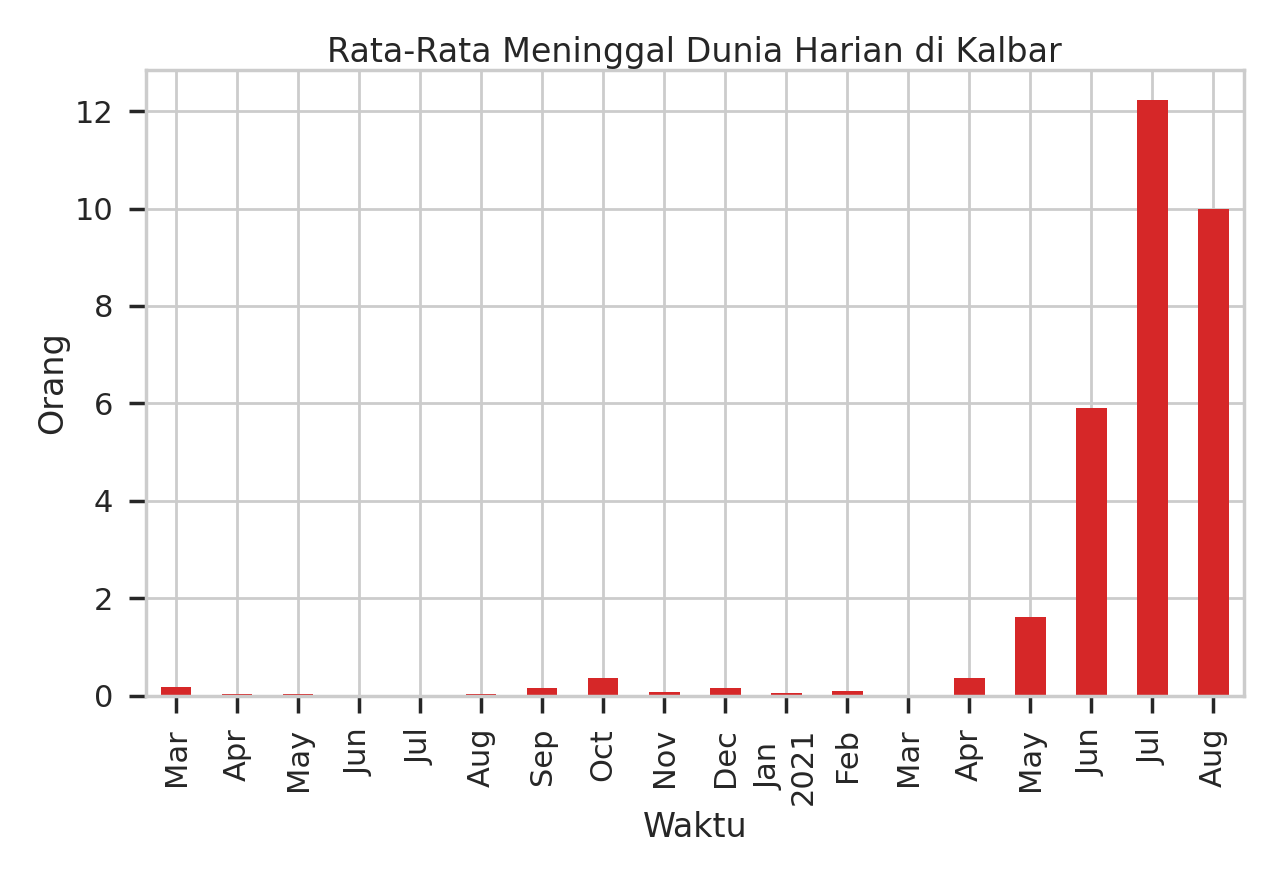 Rata-Rata Meninggal Dunia Harian di Kalbar
12
10
8
6
4
2
0
Orang
Mar
Apr
May
Jun
Jul
Aug
Sep
Oct
Nov
Dec
Jan
2021
Feb
Mar
Apr
May
Jun
Jul
Aug
Waktu